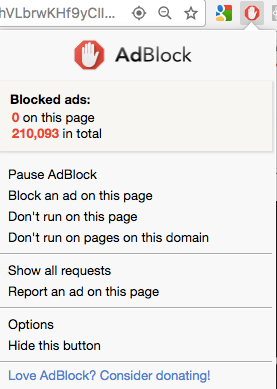 hVLbrwKHf9yClI...
AdBlock
Blocked ads:
0 on this page
210,093 in total
Pause AdBlock
Block an ad on this page
Don't run on this page
Don't run on pages on this domain
Show all requests
Report an ad on this page
Options
Hide this button
Love AdBlock? Consider donating!